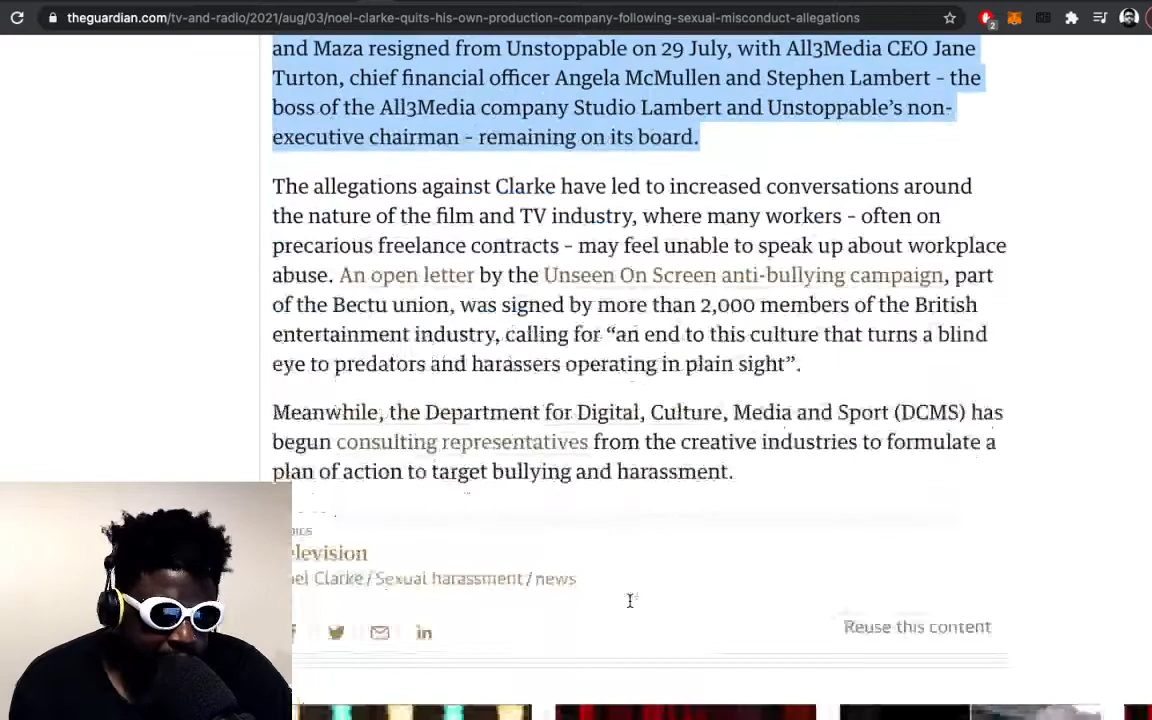 theguardian.com/tv-and-radio/2021/aug/03/noel-clarke-quits-his-own-production-company-following-sexual-misconduct-allegations
2
and Maza resigned from Unstoppable on 29 July, with All3Media CEO Jane
Turton, chief financial officer Angela McMullen and Stephen Lambert – the
boss of the All3Media company Studio Lambert and Unstoppable’s non-
executive chairman – remaining on its board.
The allegations against Clarke have led to increased conversations around
the nature of the film and TV industry, where many workers – often on
precarious freelance contracts – may feel unable to speak up about workplace
abuse. An open letter by the Unseen On Screen anti-bullying campaign, part
of the Bectu union, was signed by more than 2,000 members of the British
entertainment industry, calling for “an end to this culture that turns a blind
eye to predators and harassers operating in plain sight”.
Meanwhile, the Department for Digital, Culture, Media and Sport (DCMS) has
begun consulting representatives from the creative industries to formulate a
plan of action to target bullying and harassment.
ics
elevision
el Clarke / Sexual harassment / news
in
Reuse this content